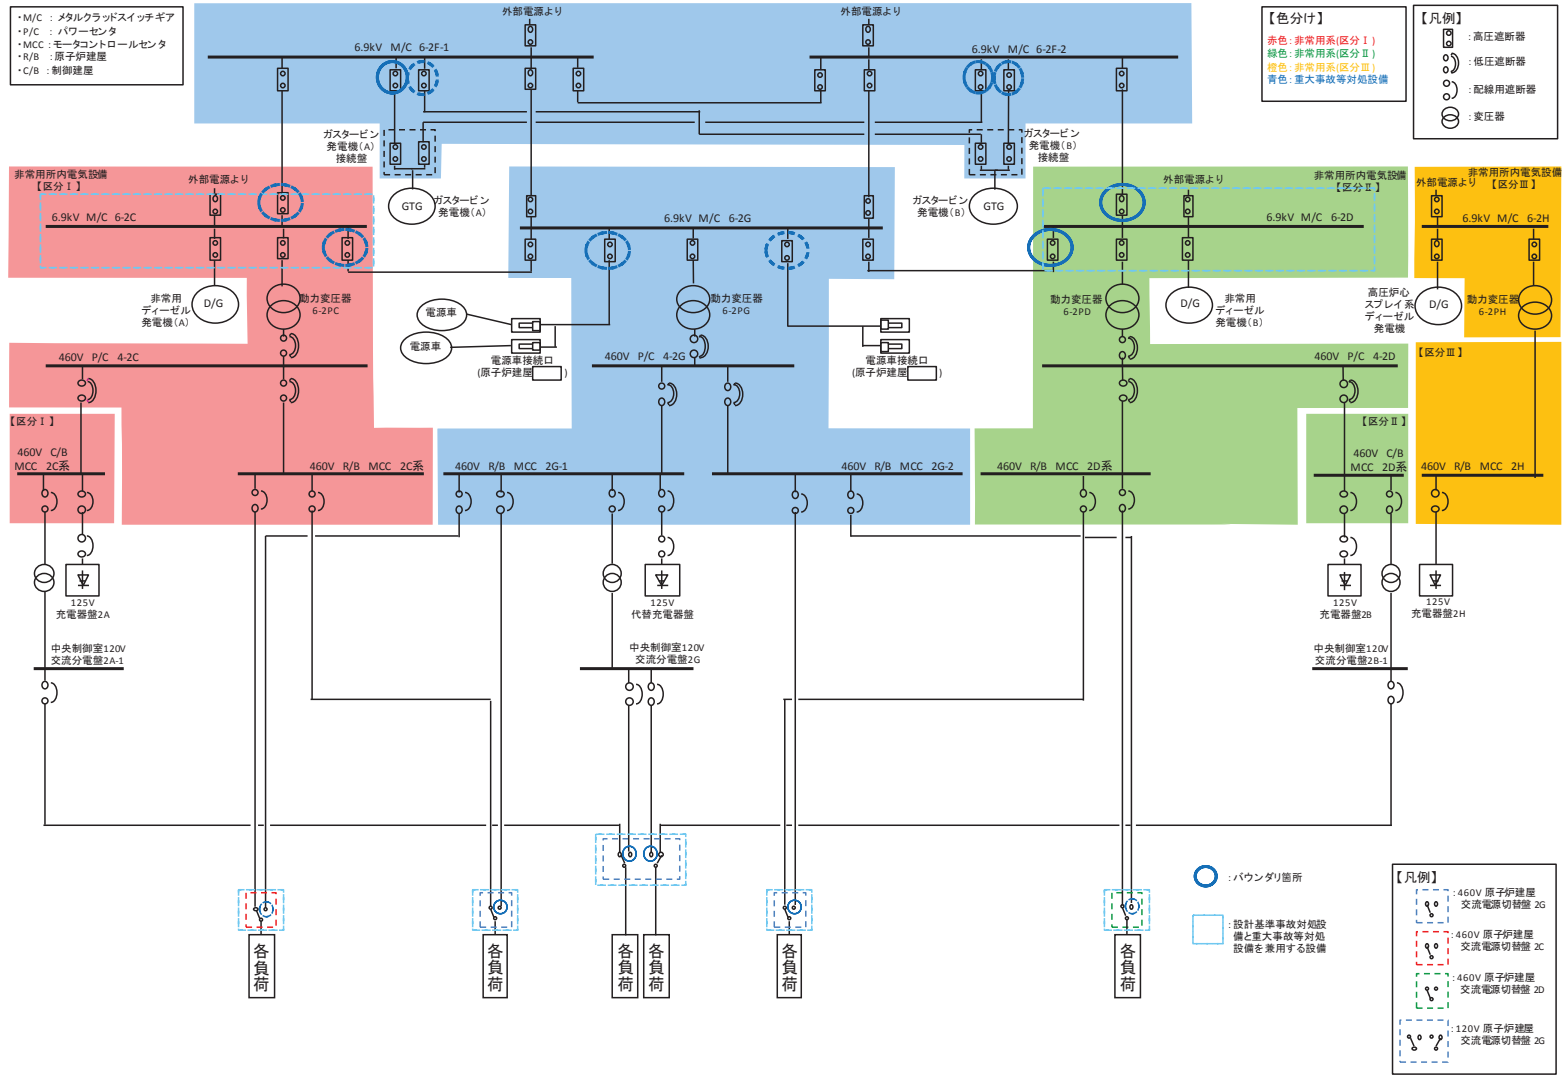 ・M/C ： メタルクラッドスイッチギア
・P/C ： パワーセンタ
・MCC ：モータコントロールセンタ
・R/B ：原子炉建屋
・C/B ：制御建屋
外部電源より
外部電源より
6.9kV M/C 6-2F-1
6.9kV M/C 6-2F-2
【色分け】
赤色：非常用系(区分Ⅰ)
緑色：非常用系(区分Ⅱ)
橙色：非常用系(区分Ⅲ)
青色：重大事故等対処設備
【凡例】
：高圧遮断器
：低圧遮断器
：配線用遮断器
：変圧器
ガスタービン
発電機(A)
接続盤
ガスタービン
発電機(B)
接続盤
GTG
ガスタービン
発電機(A)
ガスタービン
発電機(B)
GTG
非常用所内電気設備
【区分Ⅰ】
外部電源より
6.9kV M/C 6-2C
6.9kV M/C 6-2G
非常用所内電気設備
【区分Ⅱ】
外部電源より
6.9kV M/C 6-2D
非常用所内電気設備
【区分Ⅲ】
外部電源より
6.9kV M/C 6-2H
非常用
ディーゼル
発電機(A)
D/G
動力変圧器
6-2PC
電源車
電源車
電源車接続口
(原子炉建屋 )
動力変圧器
6-2PG
電源車接続口
(原子炉建屋 )
動力変圧器
6-2PD
D/G
非常用
ディーゼル
発電機(B)
高圧炉心
スプレイ系
ディーゼル
発電機
D/G
動力変圧器
6-2PH
460V P/C 4-2C
460V P/C 4-2G
460V P/C 4-2D
【区分Ⅲ】
【区分Ⅰ】
【区分Ⅱ】
460V C/B
MCC 2C系
460V R/B MCC 2C系
460V R/B MCC 2G-1
460V R/B MCC 2G-2
460V R/B MCC 2D系
460V C/B
MCC 2D系
460V R/B MCC 2H
125V
充電器盤2A
125V
代替充電器盤
125V
充電器盤2B
125V
充電器盤2H
中央制御室120V
交流分電盤2A-1
中央制御室120V
交流分電盤2G
中央制御室120V
交流分電盤2B-1
各負荷
各負荷
各負荷
各負荷
各負荷
各負荷
：バウンダリ箇所
：設計基準事故対処設
備と重大事故等対処
設備を兼用する設備
【凡例】
：460V 原子炉建屋
交流電源切替盤 2G
：460V 原子炉建屋
交流電源切替盤 2C
：460V 原子炉建屋
交流電源切替盤 2D
：120V 原子炉建屋
交流電源切替盤 2G